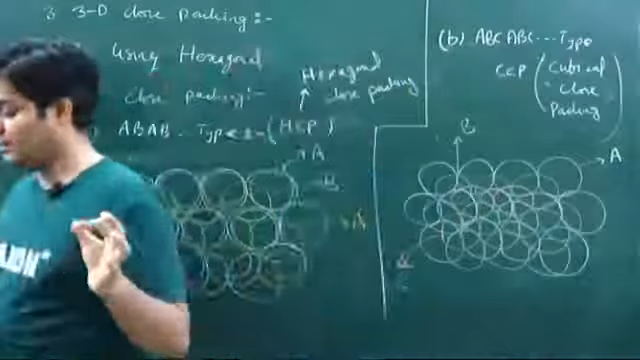 3 3-D close packing:-
Using Hexagonal
close packing:-
ABAB.. Type :- (HCP)
Hexagonal
close packing
A
B
A
(b) ABC ABC... Type
CCP (Cubical
close
Packing)
B
A
C